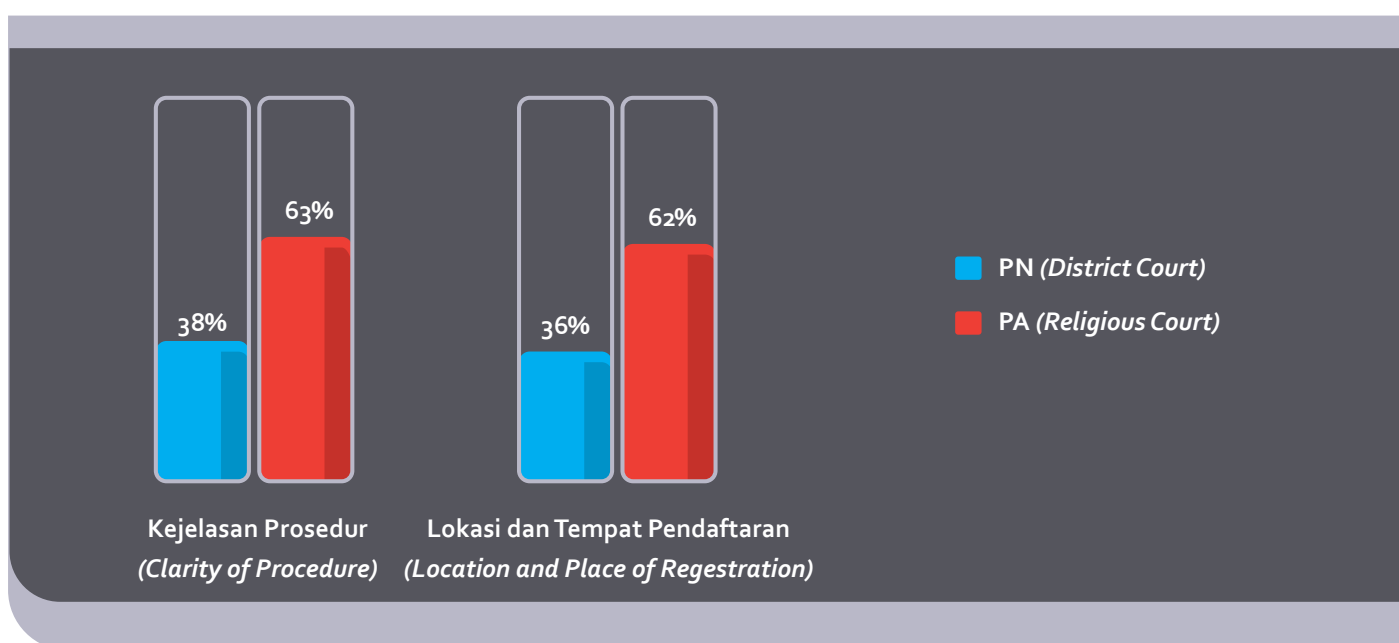 63%
62%
38%
36%
PN (District Court)
PA (Religious Court)
Kejelasan Prosedur
(Clarity of Procedure)
Lokasi dan Tempat Pendaftaran
(Location and Place of Regestration)